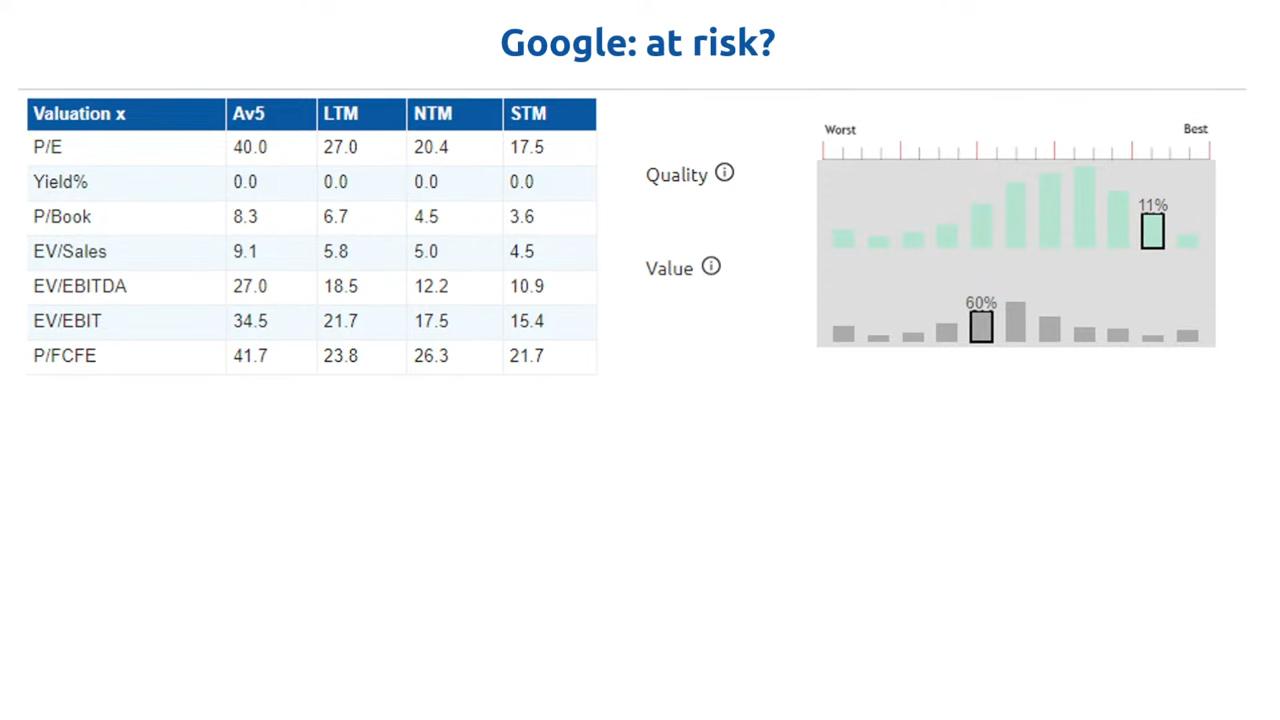 Google: at risk?
Valuation x Av5 LTM NTM STM
P/E 40.0 27.0 20.4 17.5
Yield% 0.0 0.0 0.0 0.0
P/Book 8.3 6.7 4.5 3.6
EV/Sales 9.1 5.8 5.0 4.5
EV/EBITDA 27.0 18.5 12.2 10.9
EV/EBIT 34.5 21.7 17.5 15.4
P/FCFE 41.7 23.8 26.3 21.7
Worst Best
Quality i
11%
Value i
60%